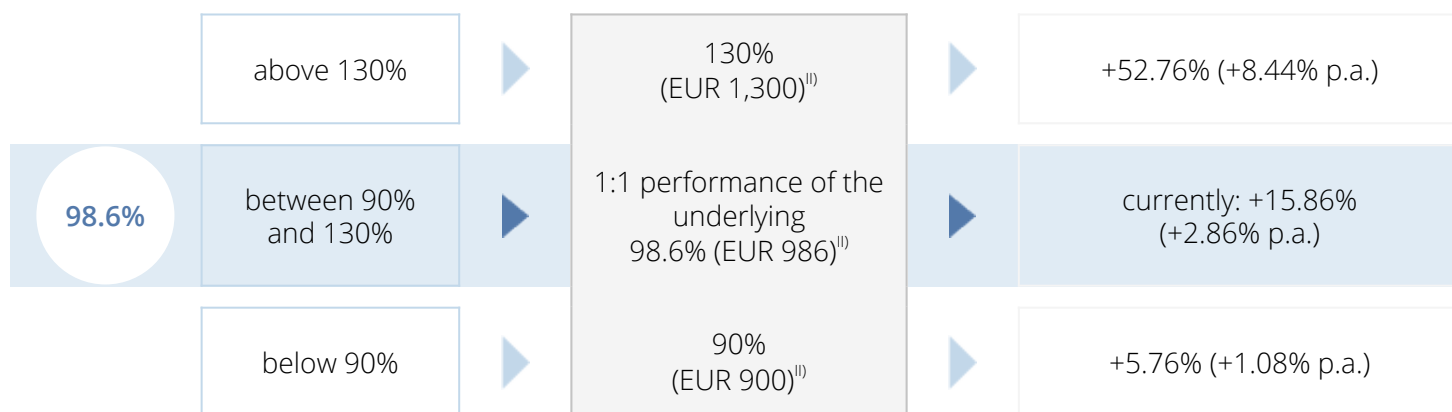 above 130%
130%
(EUR 1,300)II)
+52.76% (+8.44% p.a.)
98.6%
between 90%
and 130%
1:1 performance of the
underlying
98.6% (EUR 986)II)
currently: +15.86%
(+2.86% p.a.)
below 90%
90%
(EUR 900)II)
+5.76% (+1.08% p.a.)